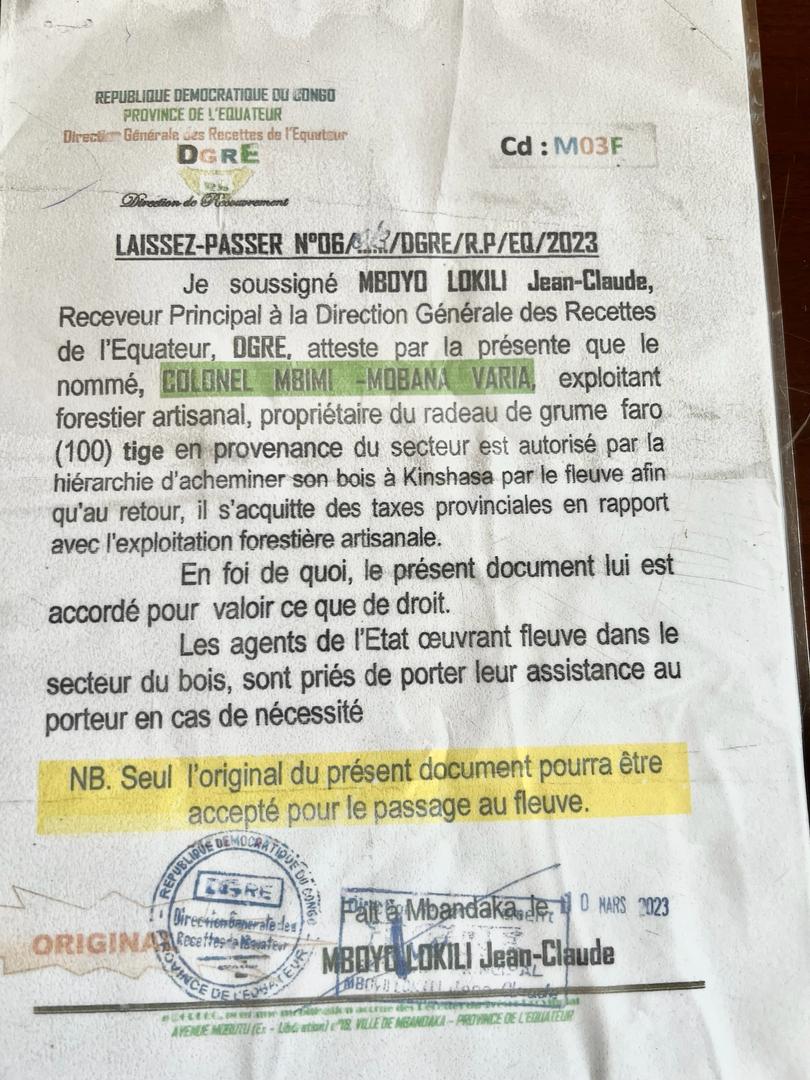 REPUBLIQUE DEMOCRATIQUE DU CONGO
PROVINCE DE L'EQUATEUR
Direction Générale des Recettes de l'Equateur
DGRE
Direction de Recouvrement
Cd : M03F
LAISSEZ-PASSER N°06/ /DGRE/R.P/EQ/2023
Je soussigné MBOYO LOKILI Jean-Claude,
Receveur Principal à la Direction Générale des Recettes
de l'Equateur, DGRE, atteste par la présente que le
nommé, COLONEL MBIMI -MOBANA VARIA, exploitant
forestier artisanal, propriétaire du radeau de grume faro
(100) tige en provenance du secteur est autorisé par la
hiérarchie d'acheminer son bois à Kinshasa par le fleuve afin
qu'au retour, il s'acquitte des taxes provinciales en rapport
avec l'exploitation forestière artisanale.
En foi de quoi, le présent document lui est
accordé pour valoir ce que de droit.
Les agents de l'Etat œuvrant fleuve dans le
secteur du bois, sont priés de porter leur assistance au
porteur en cas de nécessité
NB. Seul l'original du présent document pourra être
accepté pour le passage au fleuve.
REPUBLIQUE DEMOCRATIQUE DU CONGO
DGRE
Direction Generale des
Recettes de l'Equateur
PROVINCE DE L'EQUATEUR
ORIGINAL
Fait à Mbandaka, le 10 MARS 2023
MBOYO LOKILI Jean-Claude
AVENUE MOBUTU (Ex - Libération) n°18, VILLE DE MBANDAKA - PROVINCE DE L'EQUATEUR